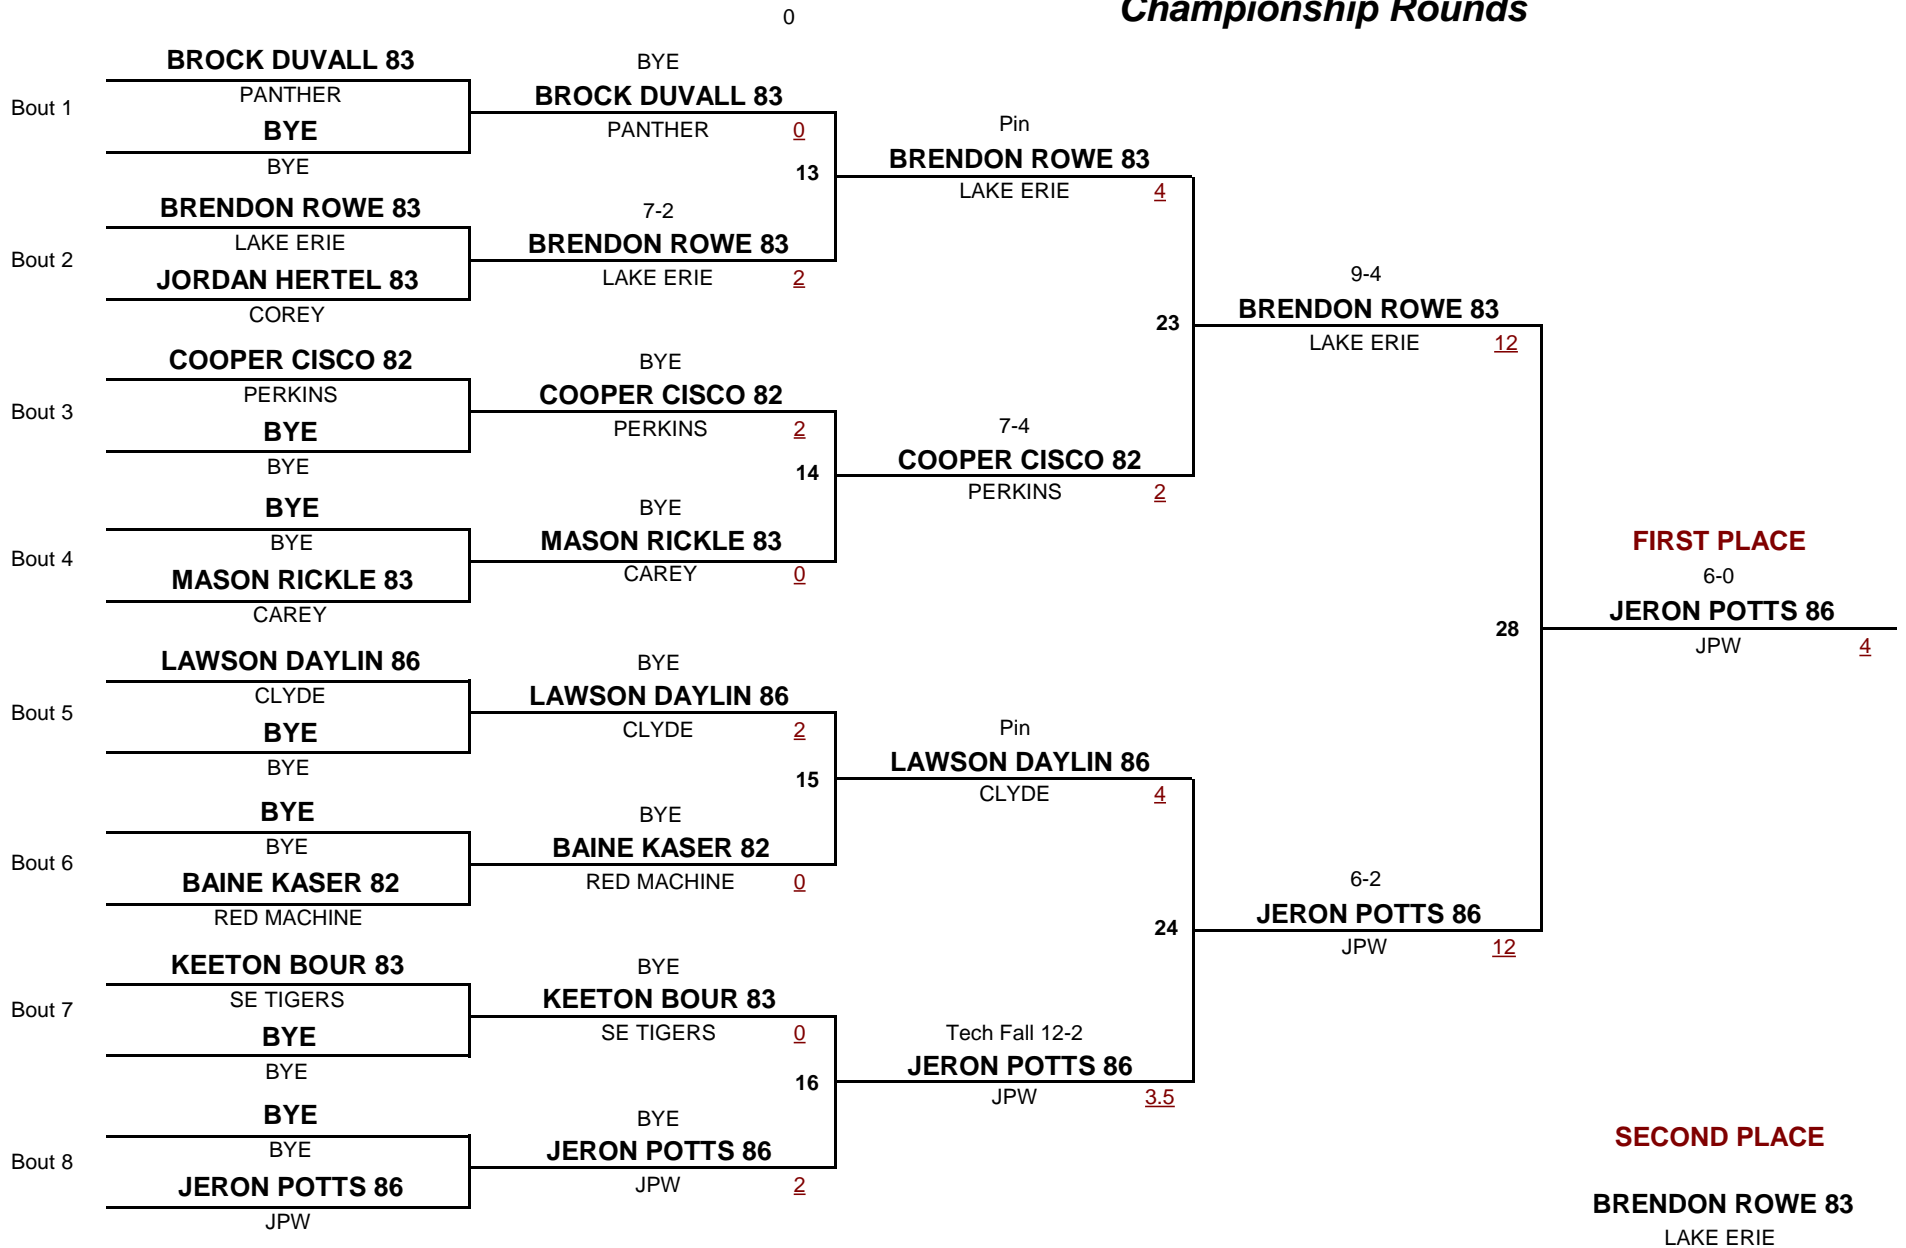 Championship Rounds
0
Bout 1
BROCK DUVALL 83
PANTHER
BYE
BYE
Bout 2
BRENDON ROWE 83
LAKE ERIE
JORDAN HERTEL 83
COREY
Bout 3
COOPER CISCO 82
PERKINS
BYE
BYE
Bout 4
BYE
BYE
MASON RICKLE 83
CAREY
Bout 5
LAWSON DAYLIN 86
CLYDE
BYE
BYE
Bout 6
BYE
BYE
BAINE KASER 82
RED MACHINE
Bout 7
KEETON BOUR 83
SE TIGERS
BYE
BYE
Bout 8
BYE
BYE
JERON POTTS 86
JPW
BYE
BROCK DUVALL 83
PANTHER 0
13
7-2
BRENDON ROWE 83
LAKE ERIE 2
BYE
COOPER CISCO 82
PERKINS 2
14
BYE
MASON RICKLE 83
CAREY 0
BYE
LAWSON DAYLIN 86
CLYDE 2
15
BYE
BAINE KASER 82
RED MACHINE 0
BYE
KEETON BOUR 83
SE TIGERS 0
16
BYE
JERON POTTS 86
JPW 2
Pin
BRENDON ROWE 83
LAKE ERIE 4
23
7-4
COOPER CISCO 82
PERKINS 2
Pin
LAWSON DAYLIN 86
CLYDE 4
24
Tech Fall 12-2
JERON POTTS 86
JPW 3.5
9-4
BRENDON ROWE 83
LAKE ERIE 12
28
6-2
JERON POTTS 86
JPW 12
FIRST PLACE
6-0
JERON POTTS 86
JPW 4
SECOND PLACE
BRENDON ROWE 83
LAKE ERIE